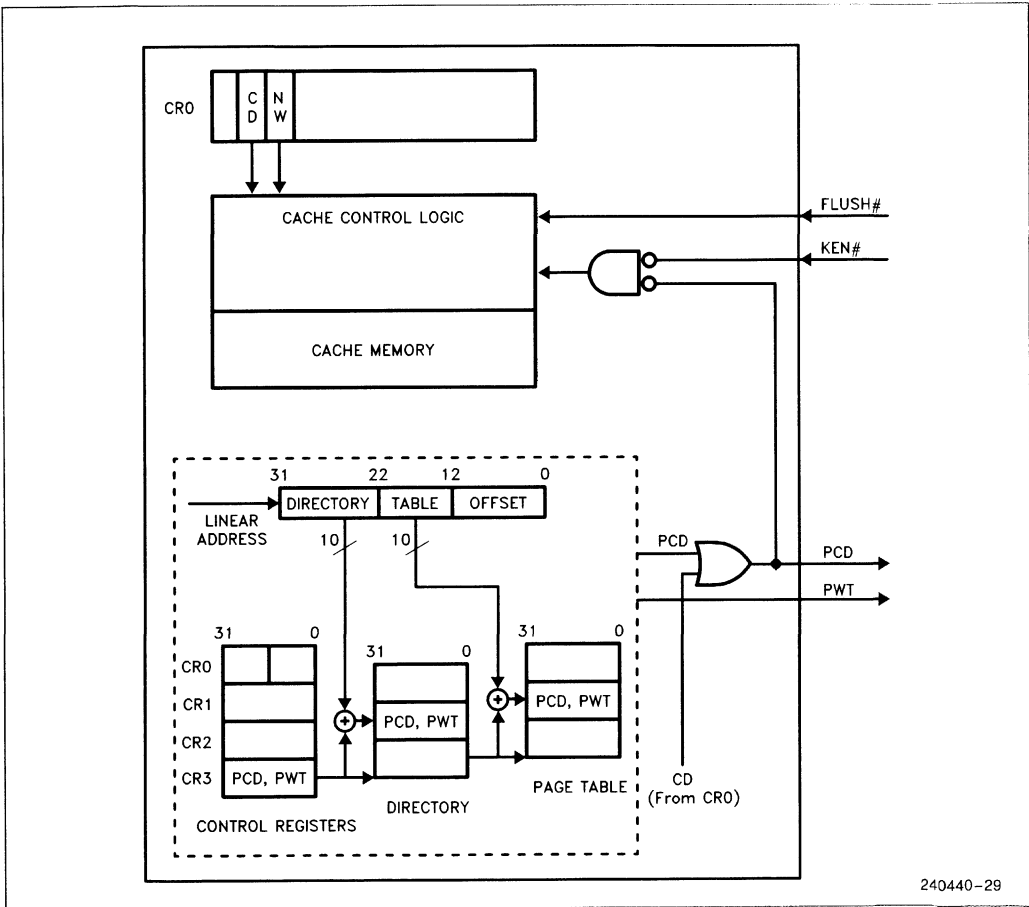 CR0
C
D
N
W
CACHE CONTROL LOGIC
FLUSH#
KEN#
CACHE MEMORY
31 22 12 0
DIRECTORY TABLE OFFSET
LINEAR
ADDRESS
10 10
PCD
PCD
PWT
31 0
31 0
31 0
CR0
CR1
CR2
CR3
PCD, PWT
PCD, PWT
PCD, PWT
CONTROL REGISTERS
DIRECTORY
PAGE TABLE
CD
(From CR0)
240440-29